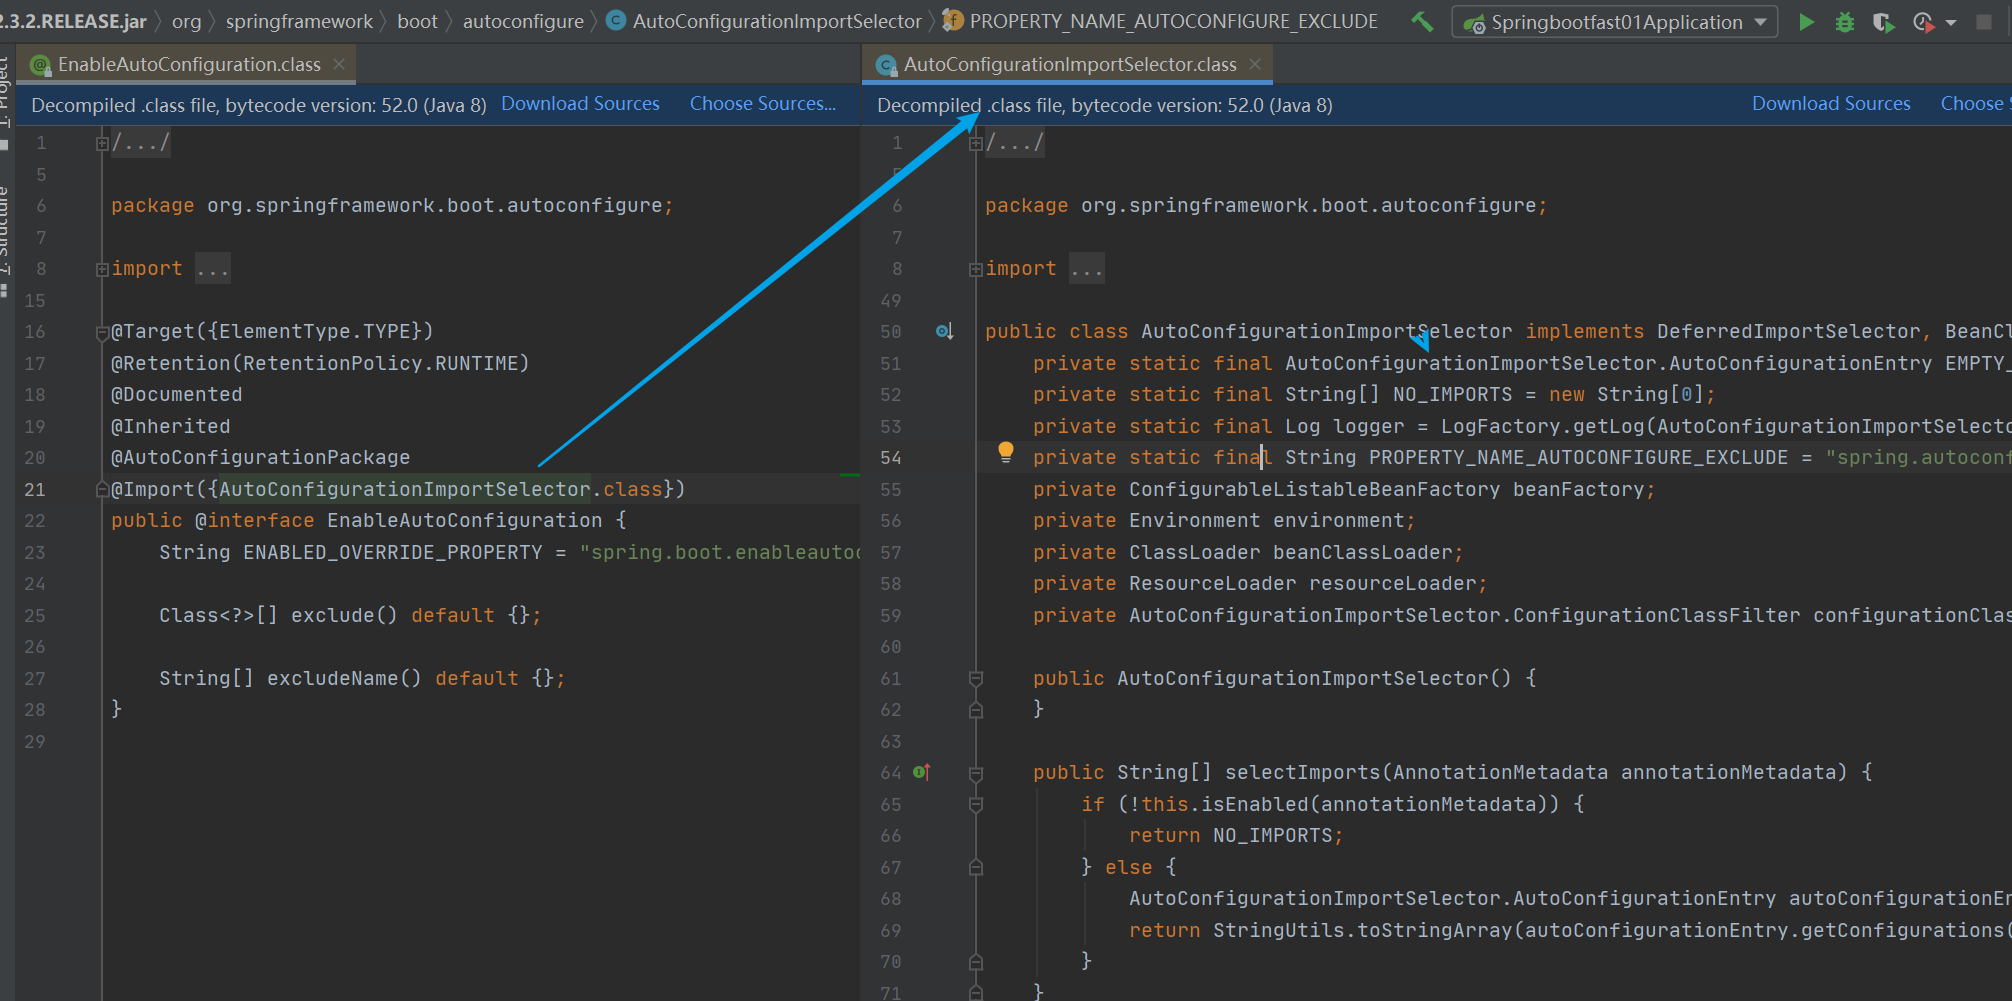 2.3.2.RELEASE.jar org springframework boot autoconfigure AutoConfigurationImportSelector PROPERTY_NAME_AUTOCONFIGURE_EXCLUDE Springbootfast01Application
1: Project
7: Structure
EnableAutoConfiguration.class
Decompiled .class file, bytecode version: 52.0 (Java 8) Download Sources Choose Sources...
1 /.../
5
6 package org.springframework.boot.autoconfigure;
7
8 import ...
15
16 @Target({ElementType.TYPE})
17 @Retention(RetentionPolicy.RUNTIME)
18 @Documented
19 @Inherited
20 @AutoConfigurationPackage
21 @Import({AutoConfigurationImportSelector.class})
22 public @interface EnableAutoConfiguration {
23 String ENABLED_OVERRIDE_PROPERTY = "spring.boot.enableautoc
24
25 Class<?>[] exclude() default {};
26
27 String[] excludeName() default {};
28 }
29
AutoConfigurationImportSelector.class
Decompiled .class file, bytecode version: 52.0 (Java 8) Download Sources Choose
1 /.../
6 package org.springframework.boot.autoconfigure;
7
8 import ...
49
50 public class AutoConfigurationImportSelector implements DeferredImportSelector, BeanCl
51 private static final AutoConfigurationImportSelector.AutoConfigurationEntry EMPTY_
52 private static final String[] NO_IMPORTS = new String[0];
53 private static final Log logger = LogFactory.getLog(AutoConfigurationImportSelecto
54 private static final String PROPERTY_NAME_AUTOCONFIGURE_EXCLUDE = "spring.autoconf
55 private ConfigurableListableBeanFactory beanFactory;
56 private Environment environment;
57 private ClassLoader beanClassLoader;
58 private ResourceLoader resourceLoader;
59 private AutoConfigurationImportSelector.ConfigurationClassFilter configurationClas
60
61 public AutoConfigurationImportSelector() {
62 }
63
64 public String[] selectImports(AnnotationMetadata annotationMetadata) {
65 if (!this.isEnabled(annotationMetadata)) {
66 return NO_IMPORTS;
67 } else {
68 AutoConfigurationImportSelector.AutoConfigurationEntry autoConfigurationEn
69 return StringUtils.toStringArray(autoConfigurationEntry.getConfigurations(
70 }
71 }